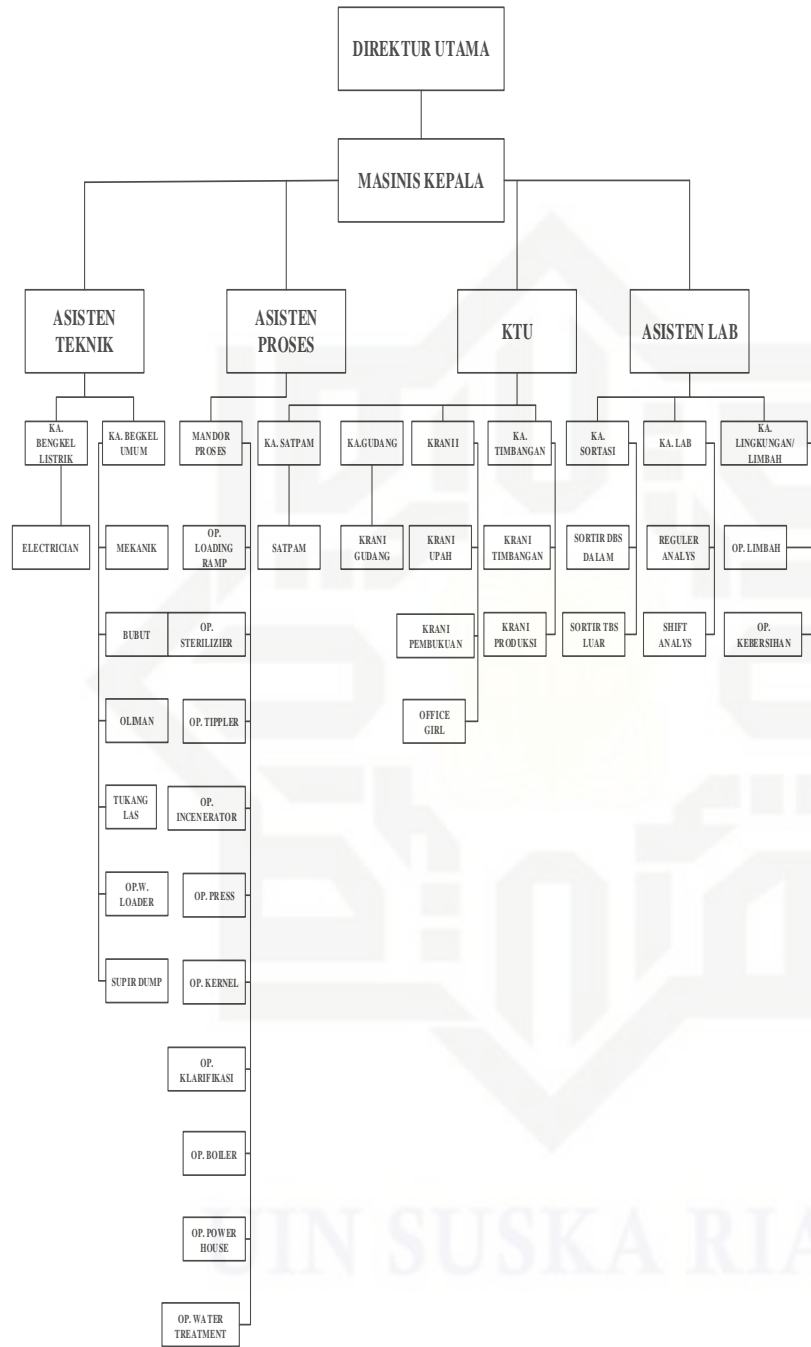 DIREKTUR UTAMA
MASINIS KEPALA
ASISTEN
TEKNIK
ASISTEN
PROSES
KTU
ASISTEN LAB
KA.
BENGKEL
LISTRIK
KA. BEGKEL
UMUM
MANDOR
PROSES
KA. SATPAM
KA.GUDANG
KRANI I
KA.
TIMBANGAN
KA.
SORTASI
KA. LAB
KA.
LINGKUNGAN/
LIMBAH
ELECTRICIAN
MEKANIK
OP.
LOADING
RAMP
SATPAM
KRANI
GUDANG
KRANI
UPAH
KRANI
TIMBANGAN
SORTIR DBS
DALAM
REGULER
ANALYS
OP. LIMBAH
BUBUT
OP.
STERILIZIER
KRANI
PEMBUKUAN
KRANI
PRODUKSI
SORTIR TBS
LUAR
SHIFT
ANALYS
OP.
KEBERSIHAN
OLIMAN
OP. TIPPLER
OFFICE
GIRL
TUKANG
LAS
OP.
INCENERATOR
OP.W.
LOADER
OP. PRESS
SUPIR DUMP
OP. KERNEL
OP.
KLARIFIKASI
OP. BOILER
OP. POWER
HOUSE
OP. WATER
TREATMENT
UIN SUSKA RIA